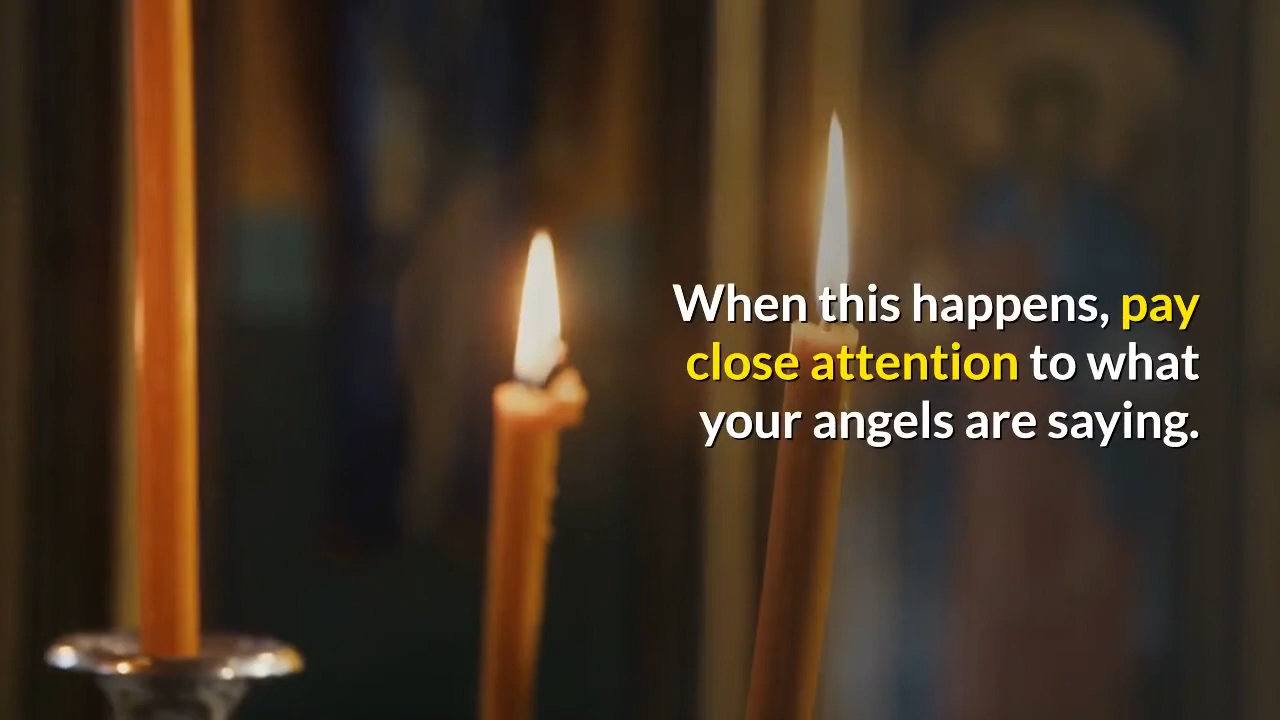 When this happens, pay
close attention to what
your angels are saying.